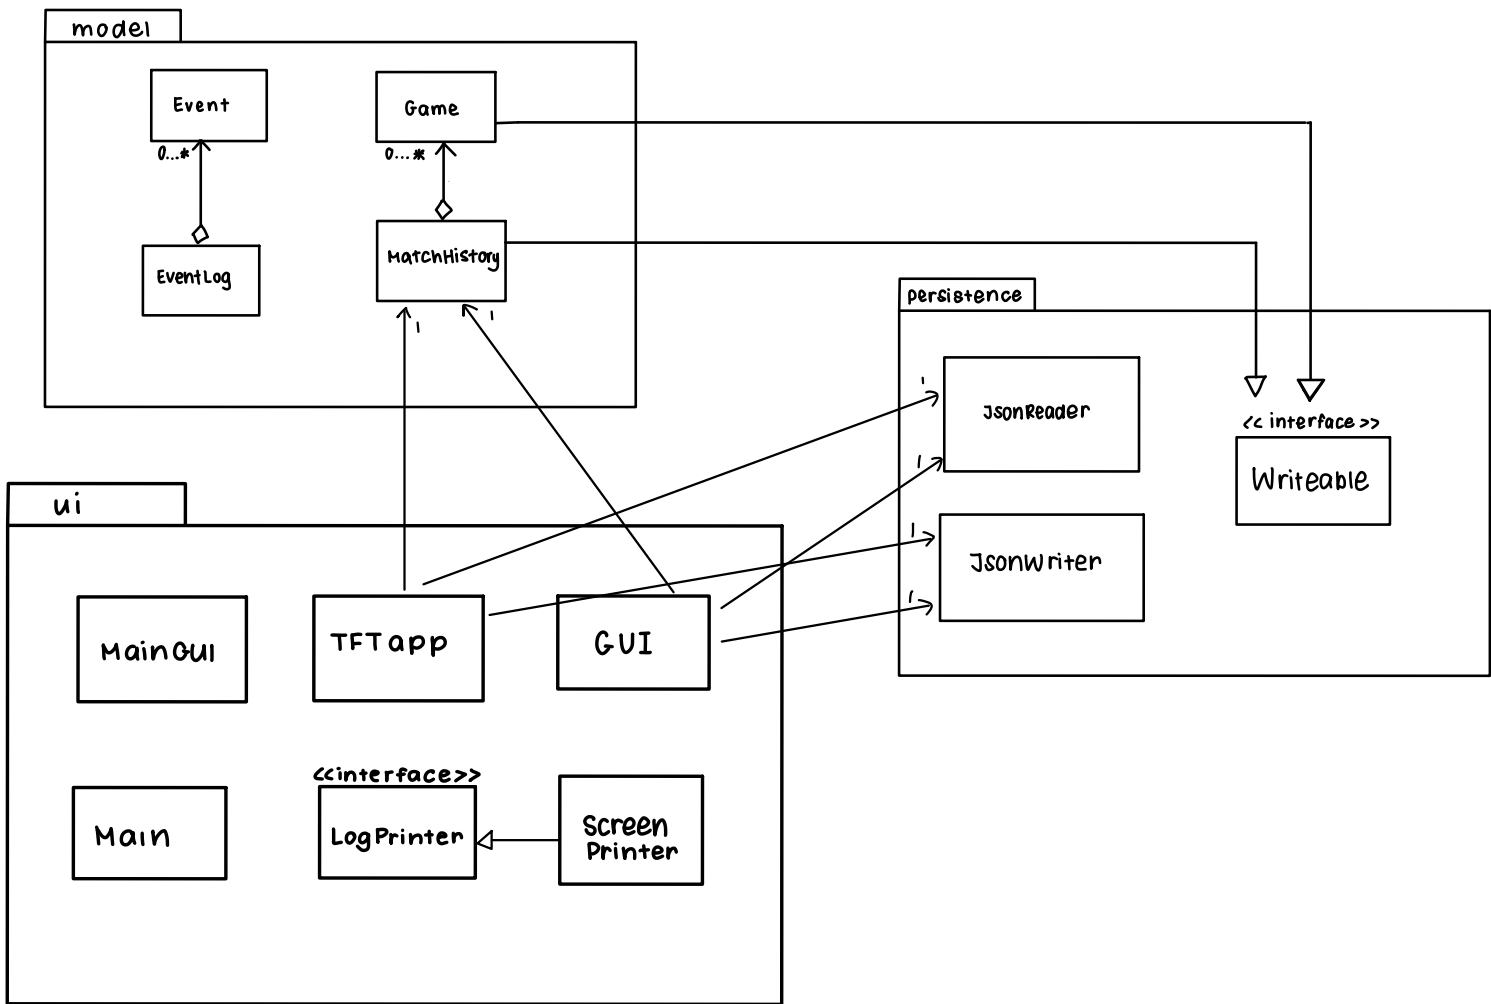 model
Event
Game
0...*
0...*
EventLog
MatchHistory
1
1
persistence
1
JsonReader
<< interface >>
Writeable
1
ui
1
JsonWriter
1
MainGUI
TFTapp
GUI
<<interface>>
Main
LogPrinter
Screen
Printer